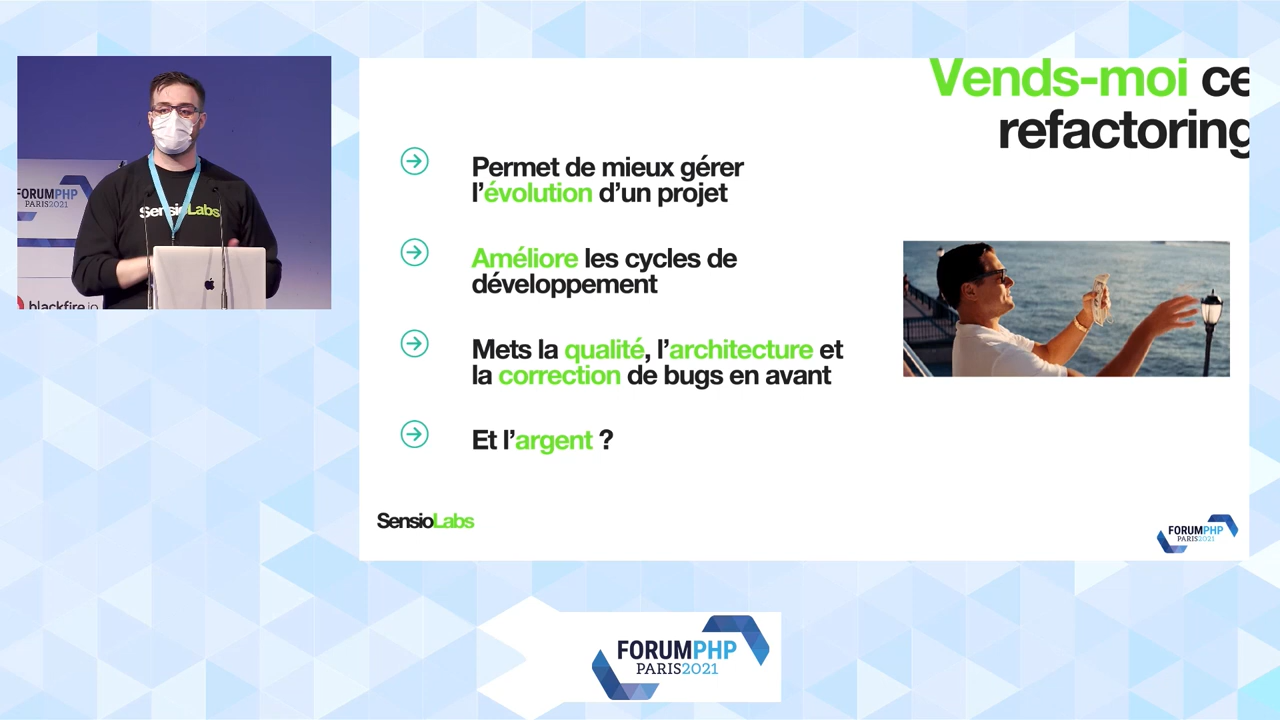 Vends-moi ce
refactoring
Permet de mieux gérer
l’évolution d’un projet
Améliore les cycles de
développement
Mets la qualité, l’architecture et
la correction de bugs en avant
Et l’argent ?
SensioLabs
FORUMPHP
PARIS2021
FORUMPHP
PARIS2021
SensioLabs
FORUMPHP
PARIS2021
blackfire.io